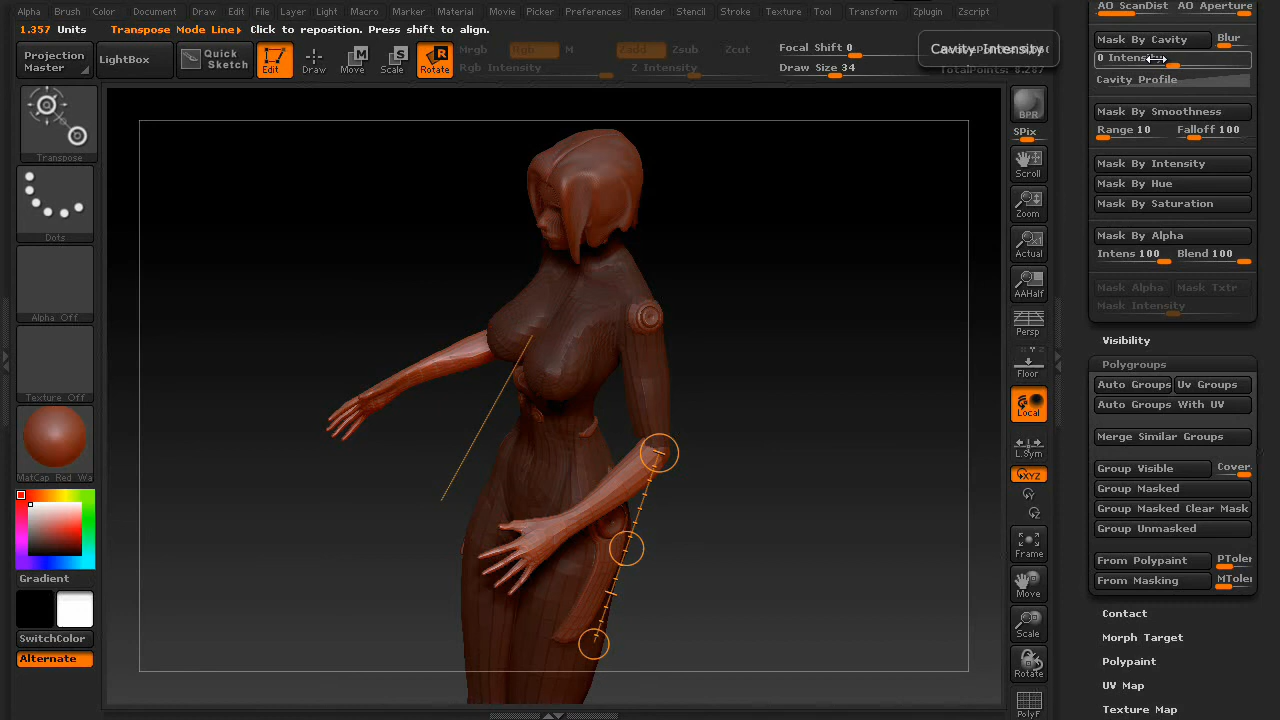 Alpha Brush Color Document Draw Edit File Layer Light Macro Marker Material Movie Picker Preferences Render Stencil Stroke Texture Tool Transform Zplugin Zscript
1.357 Units Transpose Mode Line▸ Click to reposition. Press shift to align.
Projection Master
LightBox
Quick Sketch
Edit
Draw
Move
Scale
Rotate
Mrgb Rgb M
Rgb Intensity
Zadd Zsub Zcut
Z Intensity
Focal Shift 0
Draw Size 34
Cavity Intensity
Transpose
Dots
Alpha Off
Texture Off
MatCap Red Wa
Gradient
SwitchColor
Alternate
BPR
SPix
Scroll
Zoom
Actual
AAHalf
Persp
Floor
Local
L.Sym
XYZ
Frame
Move
Scale
Rotate
PolyF
AO ScanDist AO Aperture
Mask By Cavity Blur
0 Intensity
Cavity Profile
Mask By Smoothness
Range 10 Falloff 100
Mask By Intensity
Mask By Hue
Mask By Saturation
Mask By Alpha
Intens 100 Blend 100
Mask Alpha Mask Txtr
Mask Intensity
Visibility
Polygroups
Auto Groups Uv Groups
Auto Groups With UV
Merge Similar Groups
Group Visible Cover
Group Masked
Group Masked Clear Mask
Group Unmasked
From Polypaint PToler
From Masking MToler
Contact
Morph Target
Polypaint
UV Map
Texture Map